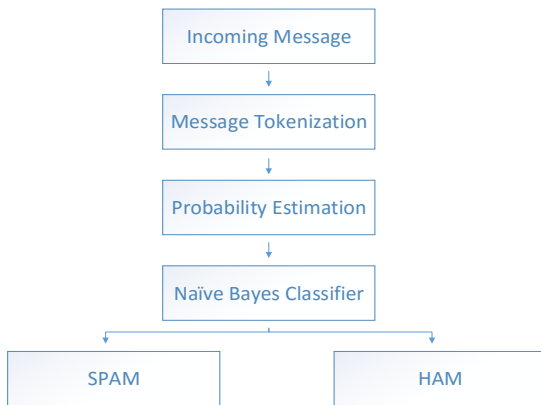 Incoming Message
Message Tokenization
Probability Estimation
Naïve Bayes Classifier
SPAM
HAM